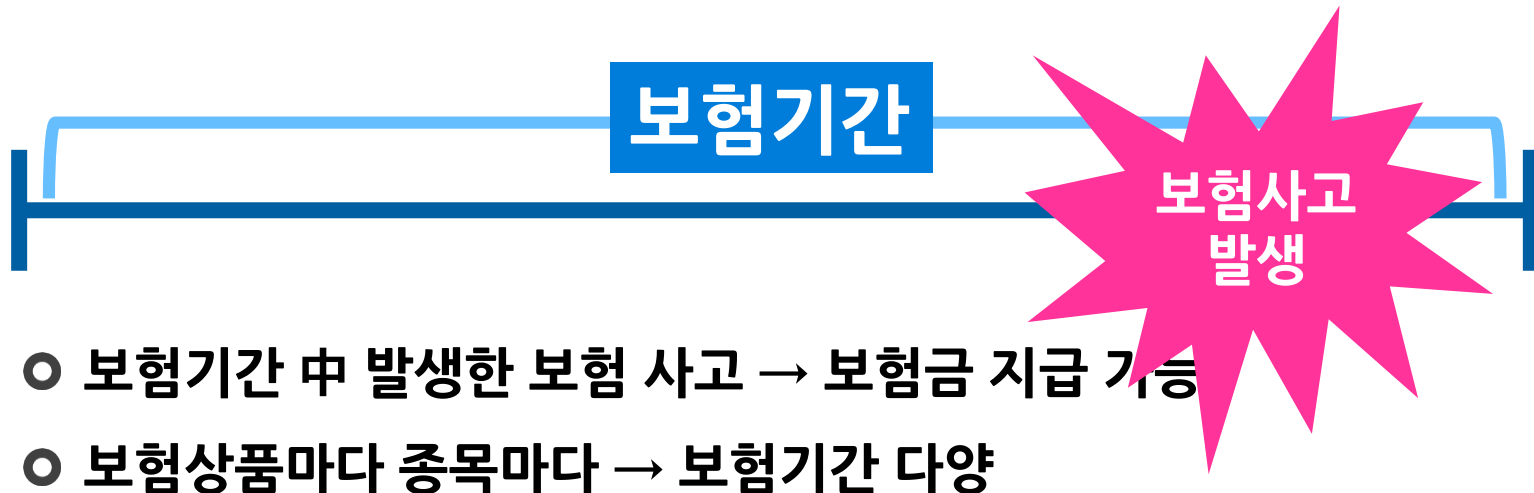 보험기간
보험사고
발생
보험기간 中 발생한 보험 사고 → 보험금 지급 가능
보험상품마다 종목마다 → 보험기간 다양